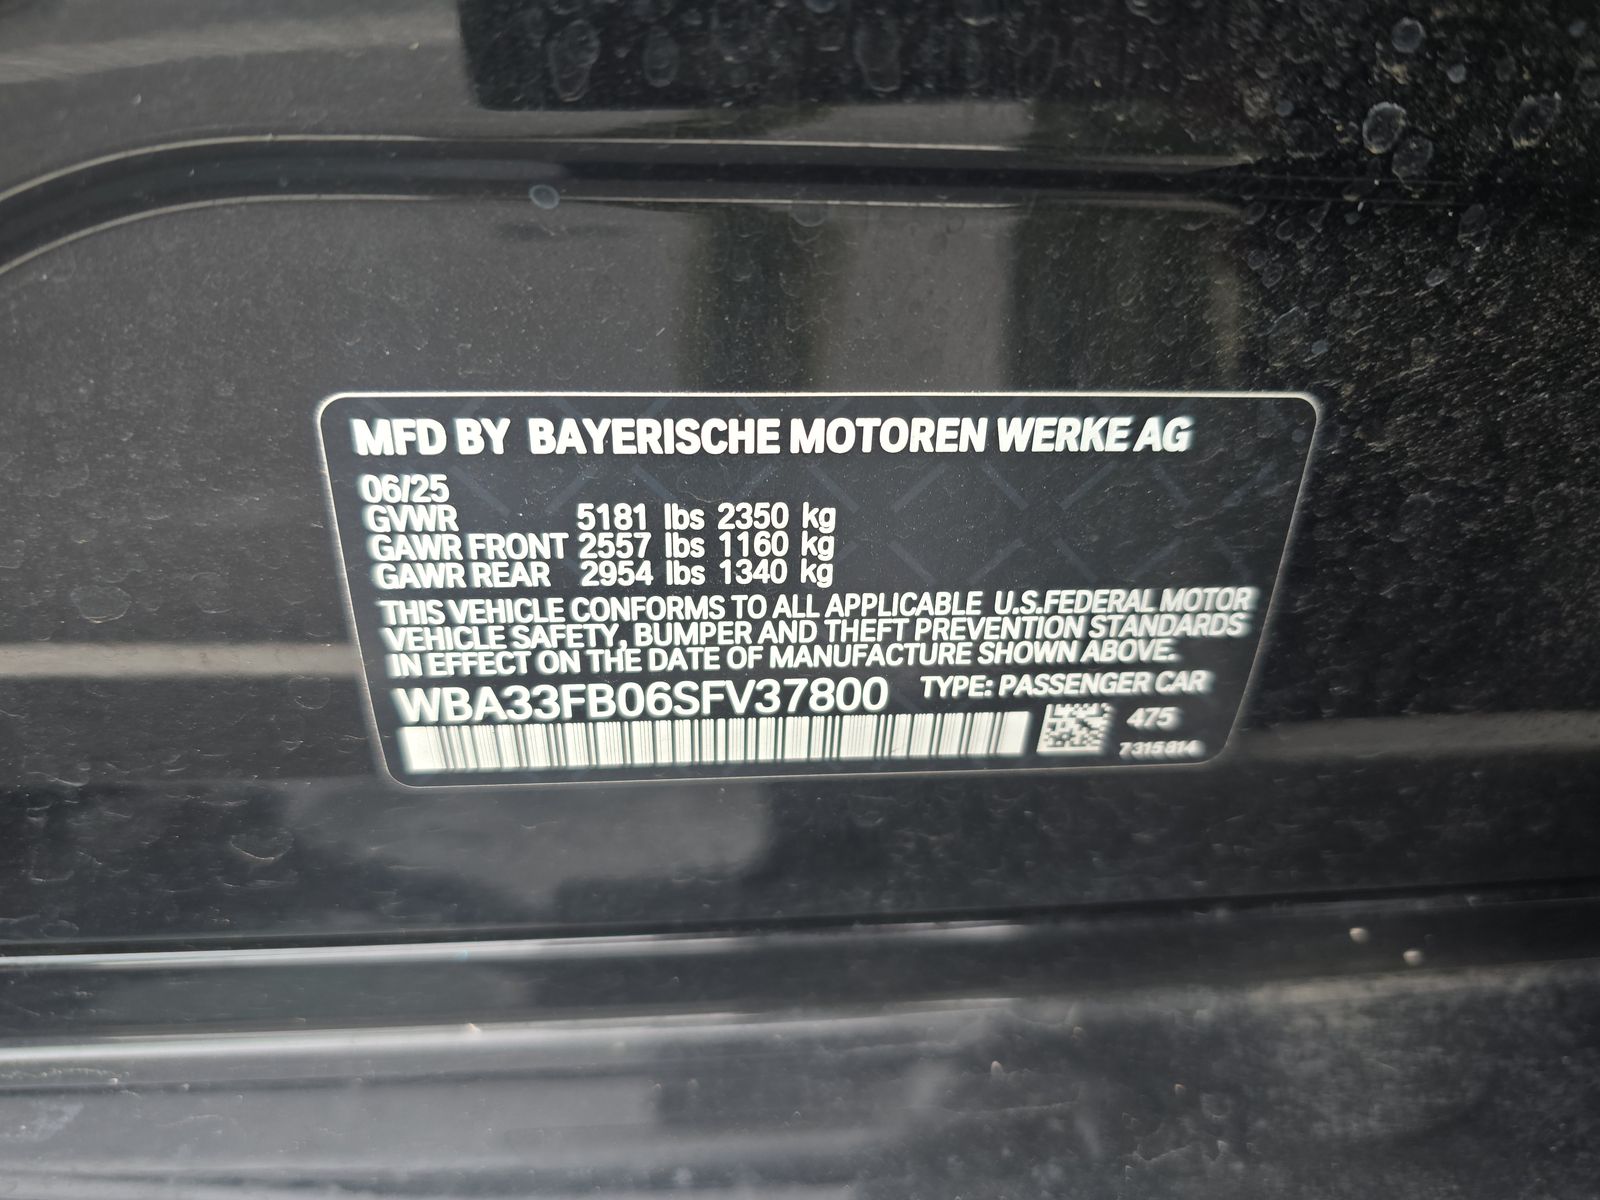 MFD BY BAYERISCHE MOTOREN WERKE AG
06/25
GVWR 5181 lbs 2350 kg
GAWR FRONT 2557 lbs 1160 kg
GAWR REAR 2954 lbs 1340 kg
THIS VEHICLE CONFORMS TO ALL APPLICABLE U.S.FEDERAL MOTOR
VEHICLE SAFETY, BUMPER AND THEFT PREVENTION STANDARDS
IN EFFECT ON THE DATE OF MANUFACTURE SHOWN ABOVE.
WBA33FB06SFV37800 TYPE: PASSENGER CAR
475
7315814